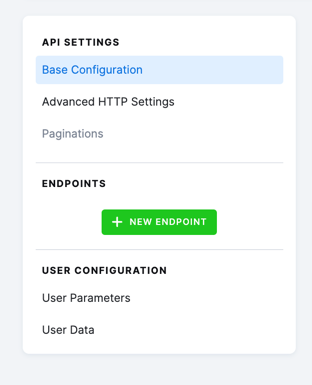 API SETTINGS
Base Configuration
Advanced HTTP Settings
Paginations
ENDPOINTS
+ NEW ENDPOINT
USER CONFIGURATION
User Parameters
User Data